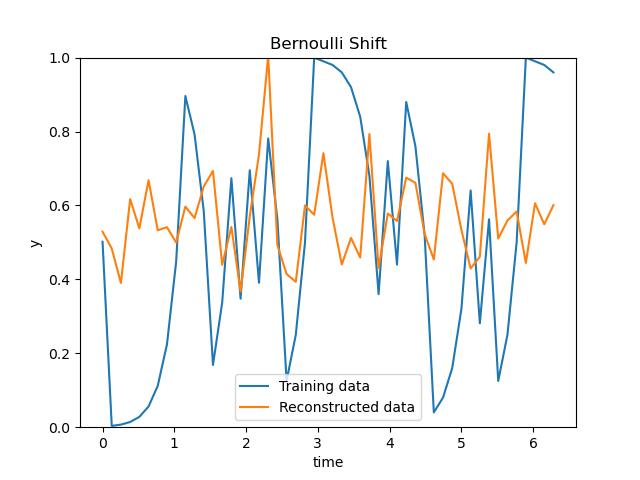 Bernoulli Shift
1.0
0.8
0.6
0.4
0.2
0.0
y
Training data
Reconstructed data
0 1 2 3 4 5 6
time